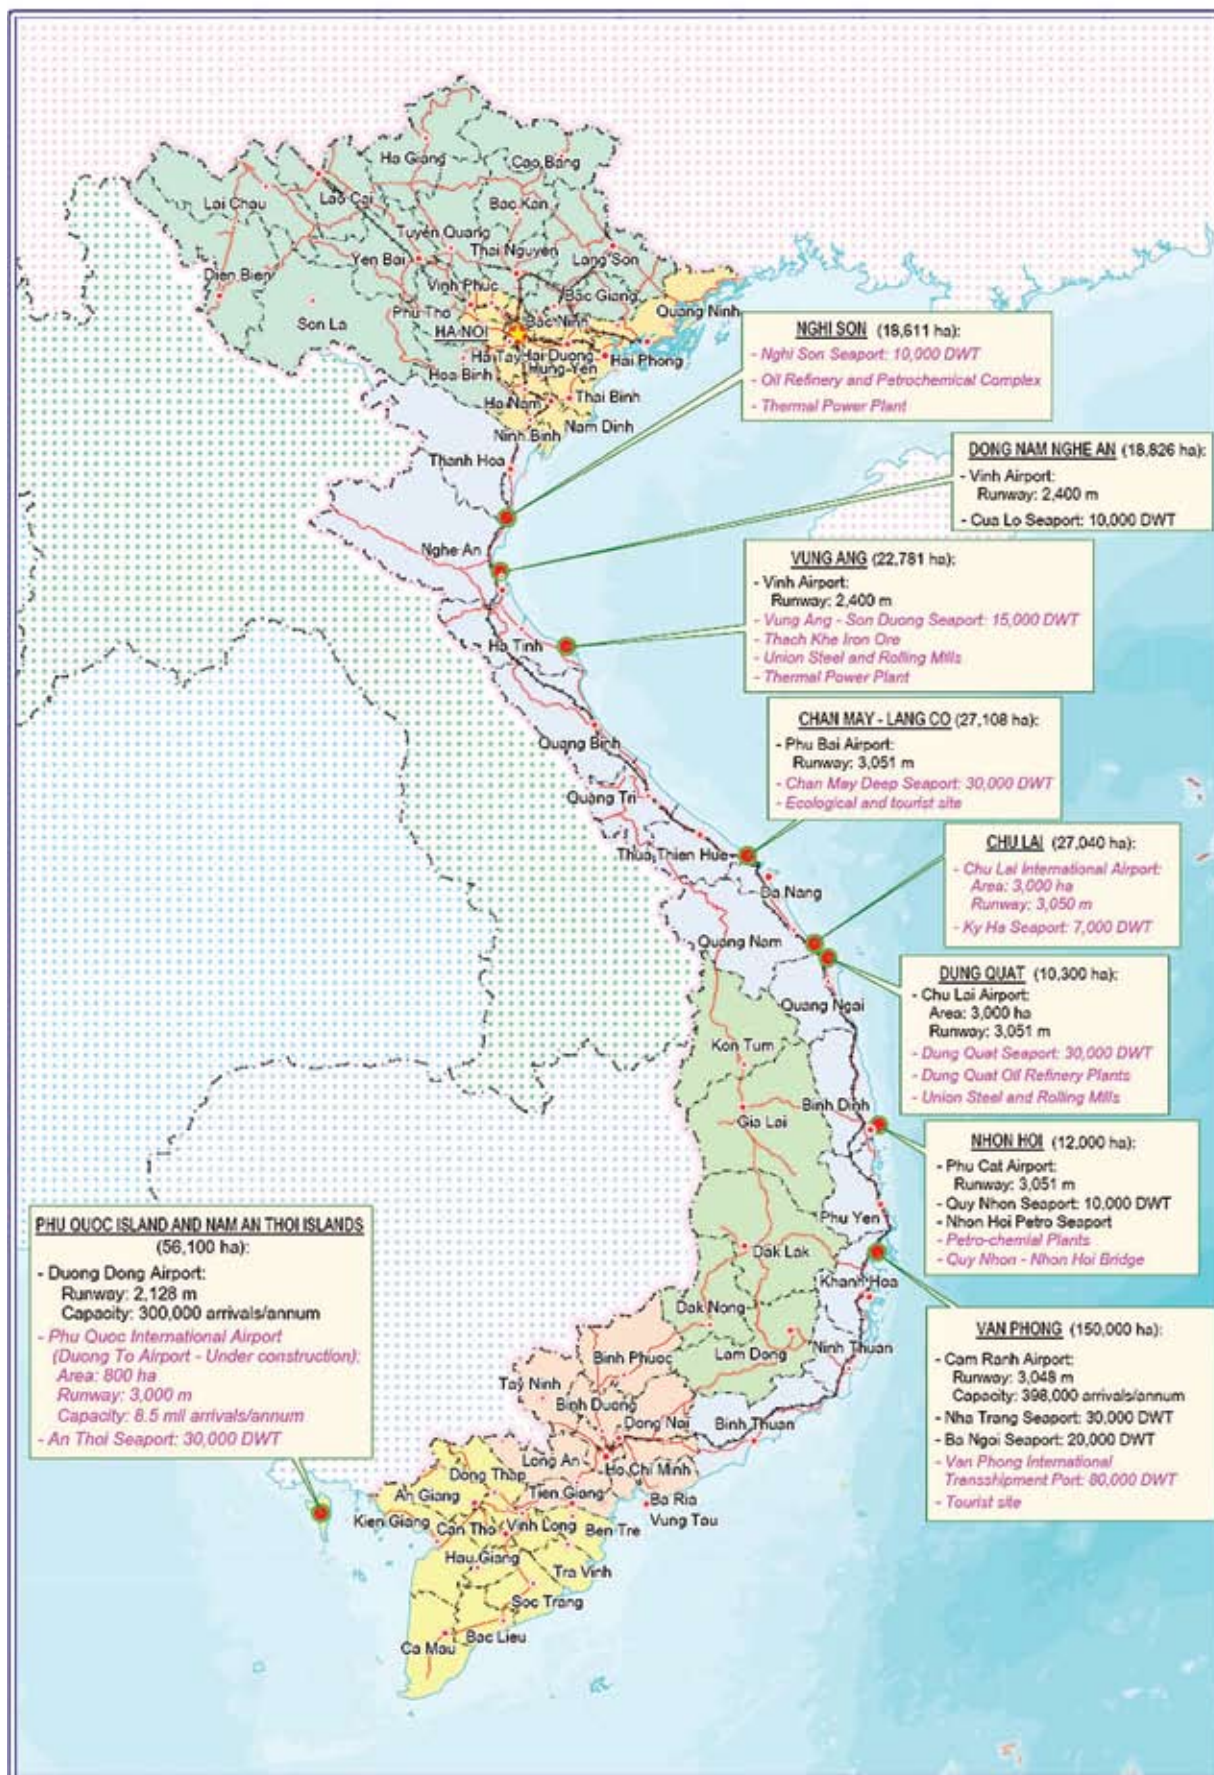 Ha Giang
Cao Bang
Lai Chau
Lao Cai
Bac Kan
Tuyen Quang
Thai Nguyen
Yen Bai
Lang Son
Dien Bien
Vinh Phuc
Bac Giang
Phu Tho
Quang Ninh
Son La
HA NOI
Bac Ninh
Ha Tay
Hai Duong
Hai Phong
Hung Yen
Hoa Binh
Ha Nam
Thai Binh
Ninh Binh
Nam Dinh
Thanh Hoa
Nghe An
Ha Tinh
Quang Binh
Quang Tri
Thua Thien Hue
Da Nang
Quang Nam
Quang Ngai
Kon Tum
Binh Dinh
Gia Lai
Phu Yen
Dak Lak
Khanh Hoa
Dak Nong
Lam Dong
Ninh Thuan
Binh Phuoc
Tay Ninh
Binh Duong
Dong Nai
Binh Thuan
Long An
Ho Chi Minh
Dong Thap
An Giang
Tien Giang
Ba Ria
Vung Tau
Kien Giang
Can Tho
Vinh Long
Ben Tre
Hau Giang
Tra Vinh
Soc Trang
Bac Lieu
Ca Mau
NGHI SON (18,611 ha):
- Nghi Son Seaport: 10,000 DWT
- Oil Refinery and Petrochemical Complex
- Thermal Power Plant
DONG NAM NGHE AN (18,826 ha):
- Vinh Airport:
Runway: 2,400 m
- Cua Lo Seaport: 10,000 DWT
VUNG ANG (22,781 ha):
- Vinh Airport:
Runway: 2,400 m
- Vung Ang - Son Duong Seaport: 15,000 DWT
- Thach Khe Iron Ore
- Union Steel and Rolling Mills
- Thermal Power Plant
CHAN MAY - LANG CO (27,108 ha):
- Phu Bai Airport:
Runway: 3,051 m
- Chan May Deep Seaport: 30,000 DWT
- Ecological and tourist site
CHU LAI (27,040 ha):
- Chu Lai International Airport:
Area: 3,000 ha
Runway: 3,050 m
- Ky Ha Seaport: 7,000 DWT
DUNG QUAT (10,300 ha):
- Chu Lai Airport:
Area: 3,000 ha
Runway: 3,051 m
- Dung Quat Seaport: 30,000 DWT
- Dung Quat Oil Refinery Plants
- Union Steel and Rolling Mills
NHON HOI (12,000 ha):
- Phu Cat Airport:
Runway: 3,051 m
- Quy Nhon Seaport: 10,000 DWT
- Nhon Hoi Petro Seaport
- Petro-chemial Plants
- Quy Nhon - Nhon Hoi Bridge
VAN PHONG (150,000 ha):
- Cam Ranh Airport:
Runway: 3,048 m
Capacity: 398,000 arrivals/annum
- Nha Trang Seaport: 30,000 DWT
- Ba Ngoi Seaport: 20,000 DWT
- Van Phong International
Transshipment Port: 80,000 DWT
- Tourist site
PHU QUOC ISLAND AND NAM AN THOI ISLANDS
(56,100 ha):
- Duong Dong Airport:
Runway: 2,128 m
Capacity: 300,000 arrivals/annum
- Phu Quoc International Airport
(Duong To Airport - Under construction):
Area: 800 ha
Runway: 3,000 m
Capacity: 8.5 mil arrivals/annum
- An Thoi Seaport: 30,000 DWT